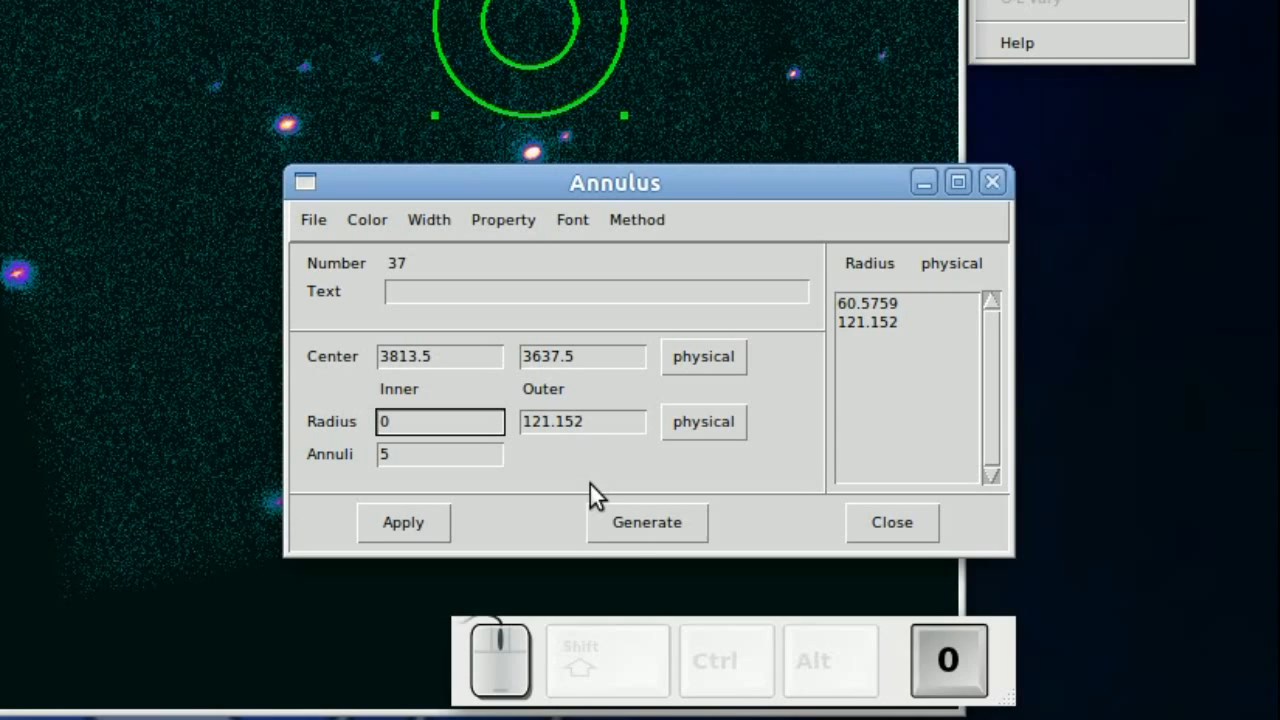 Help
Annulus
File Color Width Property Font Method
Number 37
Text
Radius physical
60.5759
121.152
Center 3813.5 3637.5 physical
Inner Outer
Radius 0 121.152 physical
Annuli 5
Apply Generate Close
Shift
Ctrl Alt 0